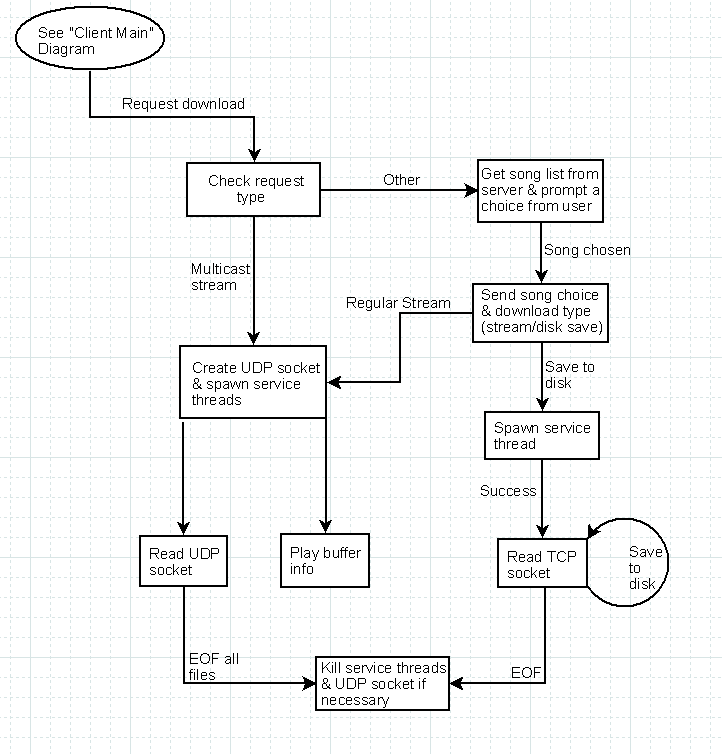 See "Client Main"
Diagram
Request download
Check request
type
Other
Get song list from
server & prompt a
choice from user
Song chosen
Multicast
stream
Regular Stream
Send song choice
& download type
(stream/disk save)
Create UDP socket
& spawn service
threads
Save to
disk
Spawn service
thread
Success
Read UDP
socket
Play buffer
info
Read TCP
socket
Save
to
disk
EOF all
files
Kill service threads
& UDP socket if
necessary
EOF